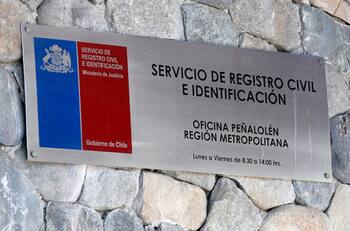 SERVICIO DE
REGISTRO CIVIL
E IDENTIFICACIÓN
Ministerio de Justicia
Gobierno de Chile
SERVICIO DE REGISTRO CIVIL
E IDENTIFICACIÓN
OFICINA PEÑALOLÉN
REGIÓN METROPOLITANA
Lunes a Viernes de 8:30 a 14:00 hrs.